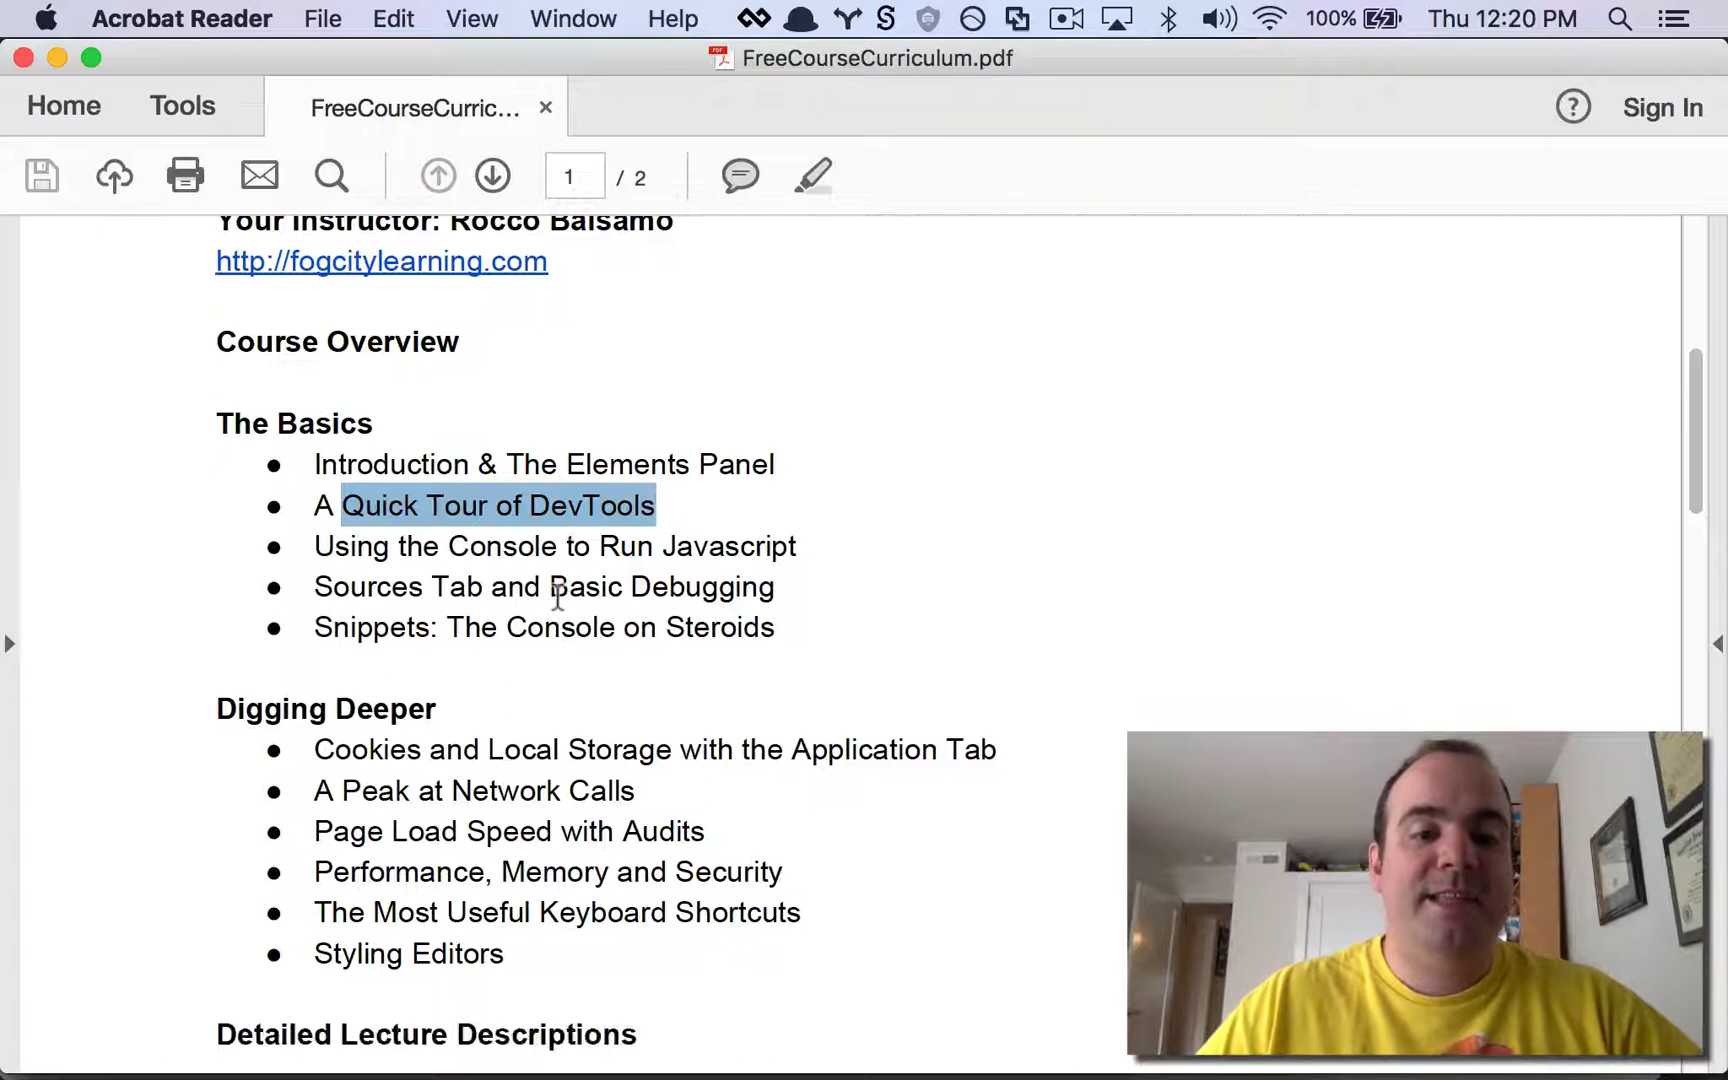 Acrobat Reader File Edit View Window Help 100% Thu 12:20 PM
FreeCourseCurriculum.pdf
Home Tools FreeCourseCurric... Sign In
1 / 2
Your Instructor: Rocco Balsamo
http://fogcitylearning.com
Course Overview
The Basics
● Introduction & The Elements Panel
● A Quick Tour of DevTools
● Using the Console to Run Javascript
● Sources Tab and Basic Debugging
● Snippets: The Console on Steroids
Digging Deeper
● Cookies and Local Storage with the Application Tab
● A Peak at Network Calls
● Page Load Speed with Audits
● Performance, Memory and Security
● The Most Useful Keyboard Shortcuts
● Styling Editors
Detailed Lecture Descriptions